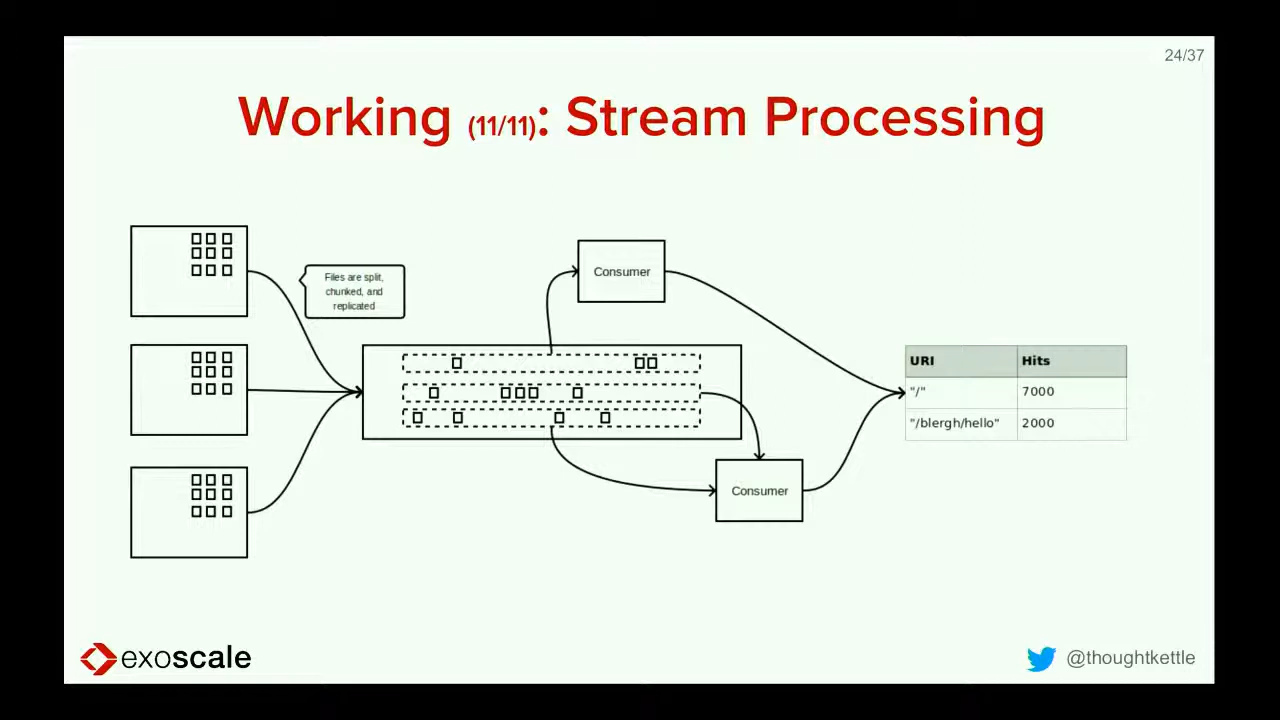 24/37
Working (11/11): Stream Processing
Files are split,
chunked, and
replicated
Consumer
URI Hits
"/" 7000
"/blergh/hello" 2000
Consumer
exoscale
@thoughtkettle